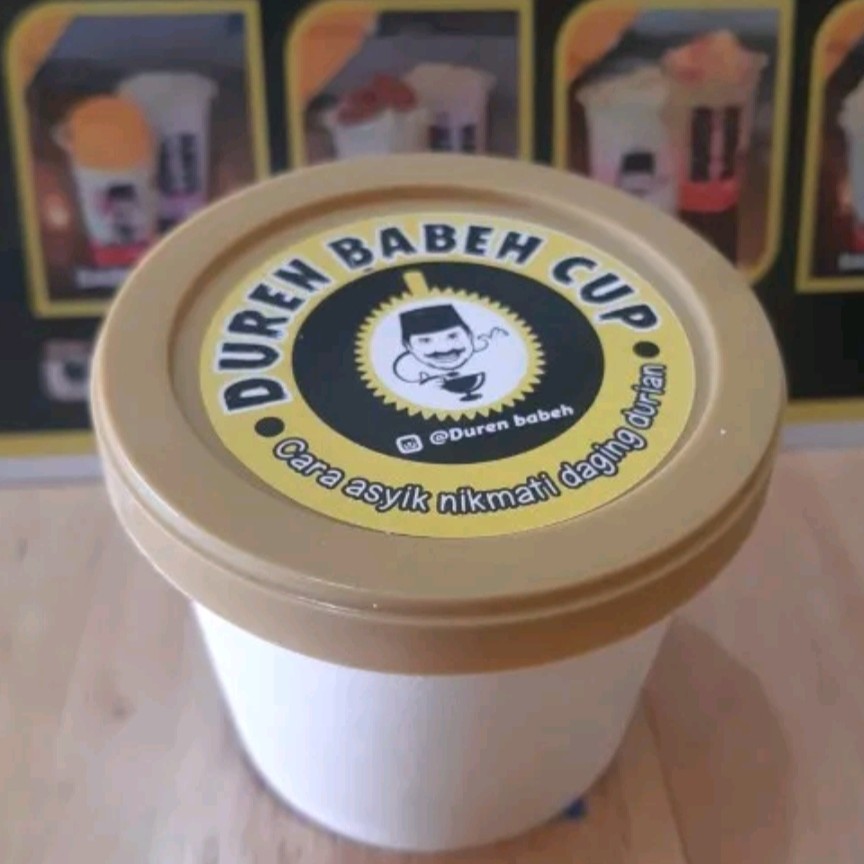 DUREN BABEH CUP
@Duren babeh
Cara asyik nikmati daging durian